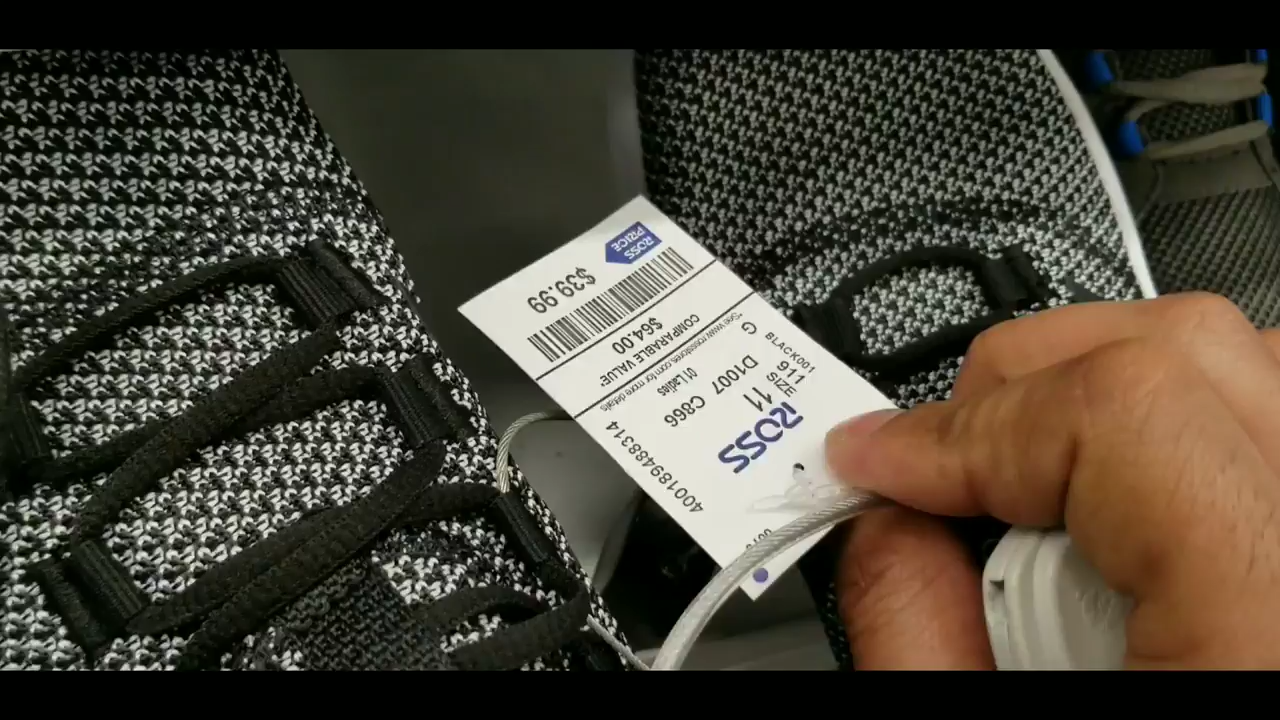 ROSS
BLACK001
911
SIZE
11
D1007 C866
G
01 Ladies
400189488314
*See www.rossstores.com for more details
COMPARABLE VALUE*
$64.00
$39.99
ROSS
PRICE